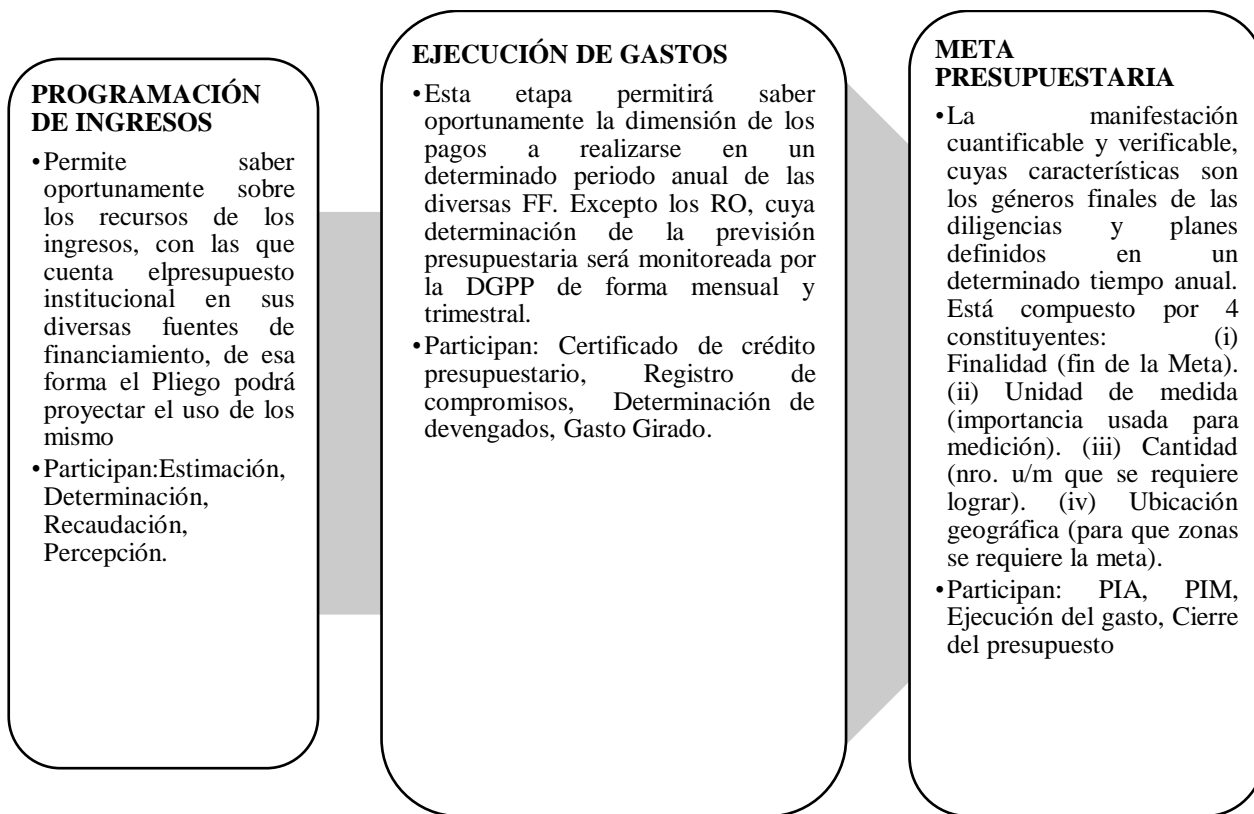 PROGRAMACIÓN
DE INGRESOS
•Permite saber
oportunamente sobre
los recursos de los
ingresos, con las que
cuenta elpresupuesto
institucional en sus
diversas fuentes de
financiamiento, de esa
forma el Pliego podrá
proyectar el uso de los
mismo
•Participan:Estimación,
Determinación,
Recaudación,
Percepción.
EJECUCIÓN DE GASTOS
•Esta etapa permitirá saber
oportunamente la dimensión de los
pagos a realizarse en un
determinado periodo anual de las
diversas FF. Excepto los RO, cuya
determinación de la previsión
presupuestaria será monitoreada por
la DGPP de forma mensual y
trimestral.
•Participan: Certificado de crédito
presupuestario, Registro de
compromisos, Determinación de
devengados, Gasto Girado.
META
PRESUPUESTARIA
•La manifestación
cuantificable y verificable,
cuyas características son
los géneros finales de las
diligencias y planes
definidos en un
determinado tiempo anual.
Está compuesto por 4
constituyentes: (i)
Finalidad (fin de la Meta).
(ii) Unidad de medida
(importancia usada para
medición). (iii) Cantidad
(nro. u/m que se requiere
lograr). (iv) Ubicación
geográfica (para que zonas
se requiere la meta).
•Participan: PIA, PIM,
Ejecución del gasto, Cierre
del presupuesto